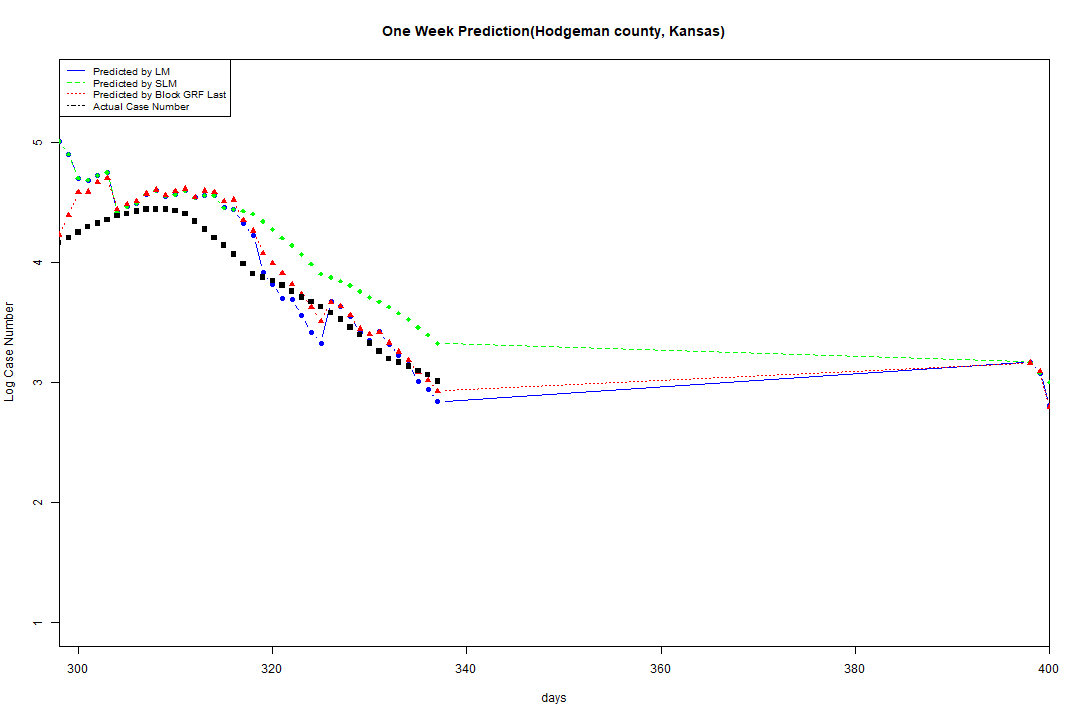 One Week Prediction(Hodgeman county, Kansas)
Predicted by LM
Predicted by SLM
Predicted by Block GRF Last
Actual Case Number
Log Case Number
5
4
3
2
1
300 320 340 360 380 400
days